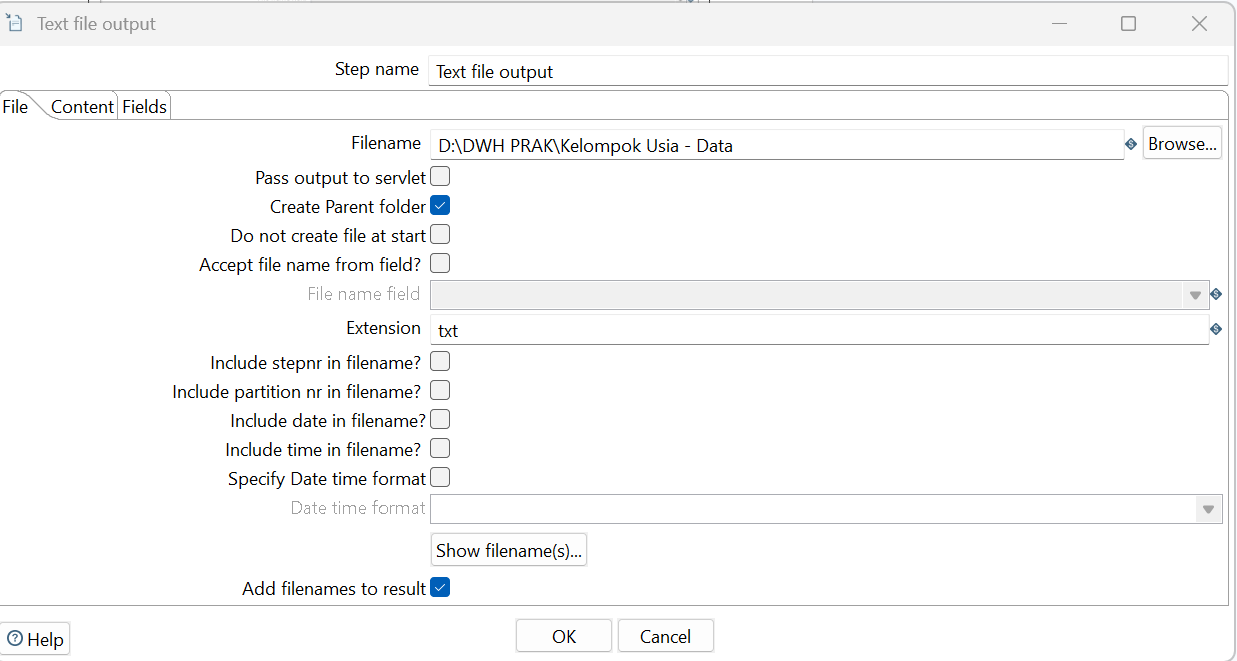 Text file output
Step name Text file output
File Content Fields
Filename D:\DWH PRAK\Kelompok Usia - Data Browse...
Pass output to servlet
Create Parent folder
Do not create file at start
Accept file name from field?
File name field
Extension txt
Include stepnr in filename?
Include partition nr in filename?
Include date in filename?
Include time in filename?
Specify Date time format
Date time format
Show filename(s)...
Add filenames to result
Help OK Cancel